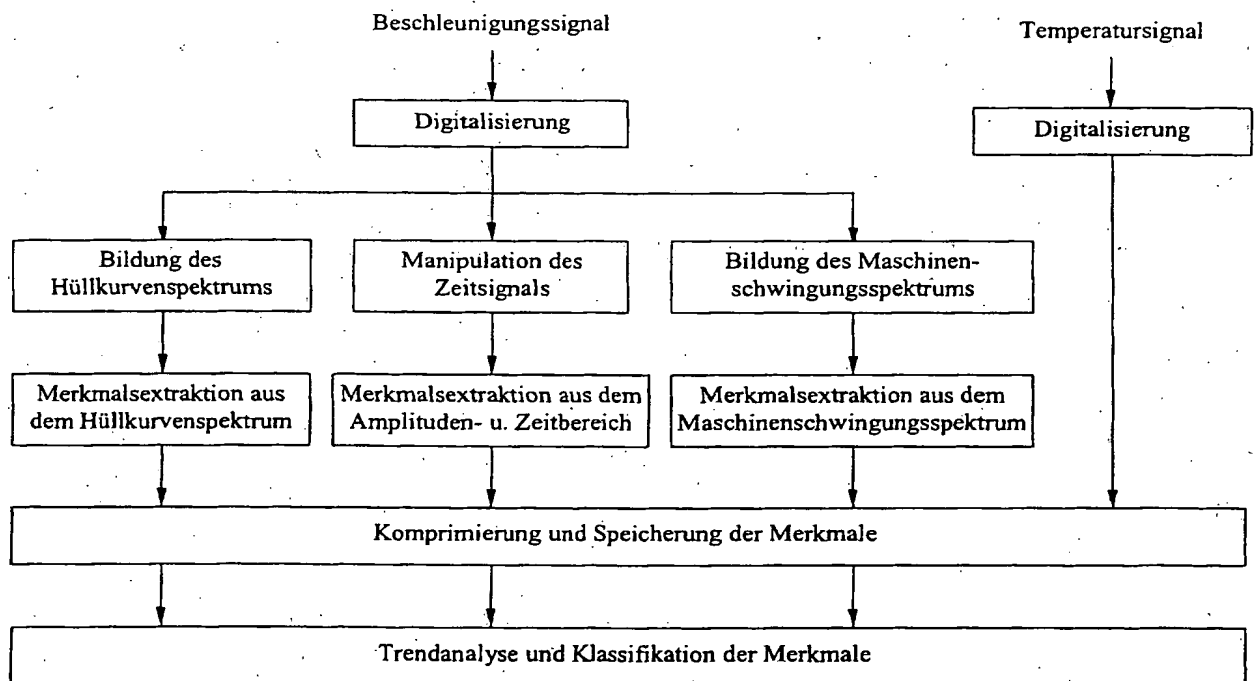 Beschleunigungssignal
Temperatursignal
Digitalisierung
Digitalisierung
Bildung des
Hüllkurvenspektrums
Manipulation des
Zeitsignals
Bildung des Maschinen-
schwingungsspektrums
Merkmalsextraktion aus
dem Hüllkurvenspektrum
Merkmalsextraktion aus dem
Amplituden- u. Zeitbereich
Merkmalsextraktion aus dem
Maschinenschwingungsspektrum
Komprimierung und Speicherung der Merkmale
Trendanalyse und Klassifikation der Merkmale